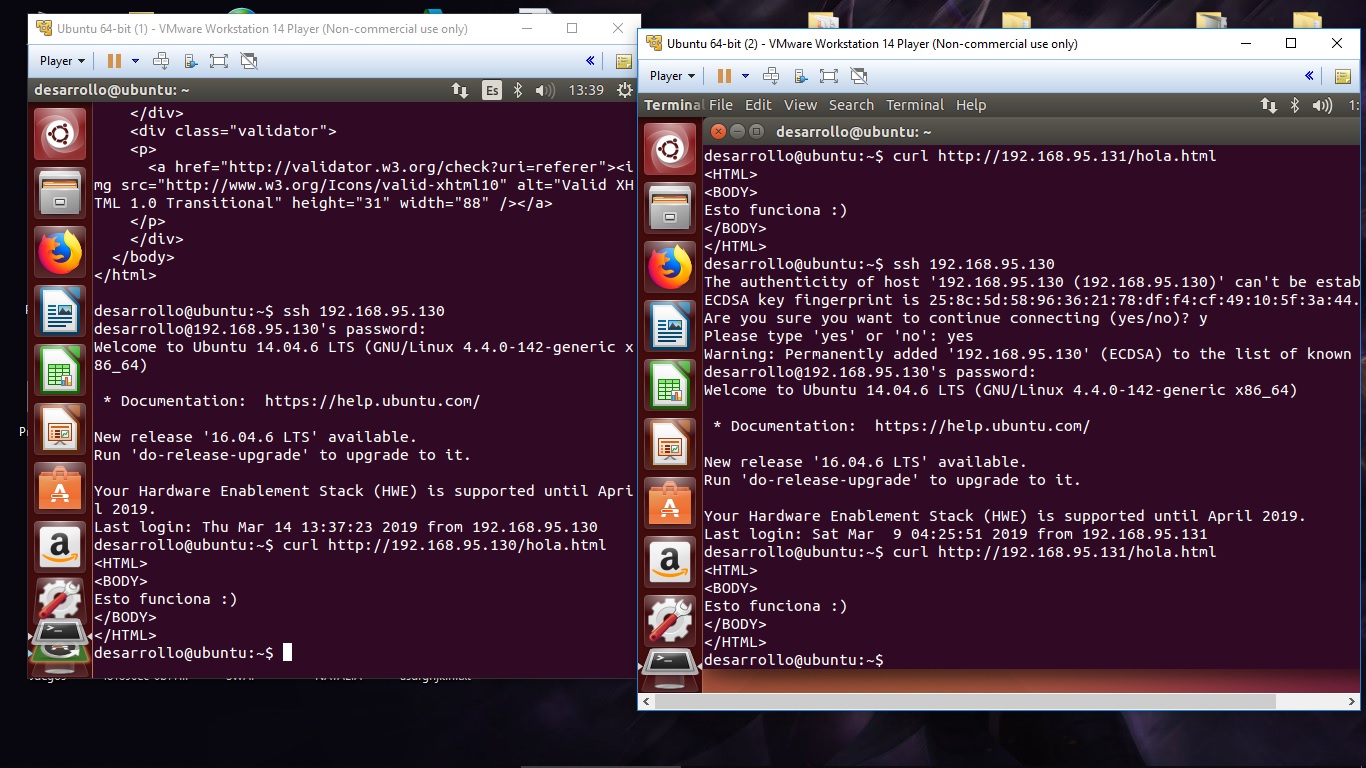 Ubuntu 64-bit (1) - VMware Workstation 14 Player (Non-commercial use only)
Player
desarrollo@ubuntu: ~
Es
13:39
</div>
<div class="validator">
<p>
<a href="http://validator.w3.org/check?uri=referer"><i
mg src="http://www.w3.org/Icons/valid-xhtml10" alt="Valid XH
TML 1.0 Transitional" height="31" width="88" /></a>
</p>
</div>
</body>
</html>
desarrollo@ubuntu:~$ ssh 192.168.95.130
desarrollo@192.168.95.130's password:
Welcome to Ubuntu 14.04.6 LTS (GNU/Linux 4.4.0-142-generic x
86_64)
* Documentation:  https://help.ubuntu.com/
New release '16.04.6 LTS' available.
Run 'do-release-upgrade' to upgrade to it.
Your Hardware Enablement Stack (HWE) is supported until Apri
l 2019.
Last login: Thu Mar 14 13:37:23 2019 from 192.168.95.130
desarrollo@ubuntu:~$ curl http://192.168.95.130/hola.html
<HTML>
<BODY>
Esto funciona :)
</BODY>
</HTML>
desarrollo@ubuntu:~$
Ubuntu 64-bit (2) - VMware Workstation 14 Player (Non-commercial use only)
Player
Terminal File Edit View Search Terminal Help
1:
desarrollo@ubuntu: ~
desarrollo@ubuntu:~$ curl http://192.168.95.131/hola.html
<HTML>
<BODY>
Esto funciona :)
</BODY>
</HTML>
desarrollo@ubuntu:~$ ssh 192.168.95.130
The authenticity of host '192.168.95.130 (192.168.95.130)' can't be estab
ECDSA key fingerprint is 25:8c:5d:58:96:36:21:78:df:f4:cf:49:10:5f:3a:44.
Are you sure you want to continue connecting (yes/no)? y
Please type 'yes' or 'no': yes
Warning: Permanently added '192.168.95.130' (ECDSA) to the list of known
desarrollo@192.168.95.130's password:
Welcome to Ubuntu 14.04.6 LTS (GNU/Linux 4.4.0-142-generic x86_64)
* Documentation:  https://help.ubuntu.com/
New release '16.04.6 LTS' available.
Run 'do-release-upgrade' to upgrade to it.
Your Hardware Enablement Stack (HWE) is supported until April 2019.
Last login: Sat Mar  9 04:25:51 2019 from 192.168.95.131
desarrollo@ubuntu:~$ curl http://192.168.95.131/hola.html
<HTML>
<BODY>
Esto funciona :)
</BODY>
</HTML>
desarrollo@ubuntu:~$